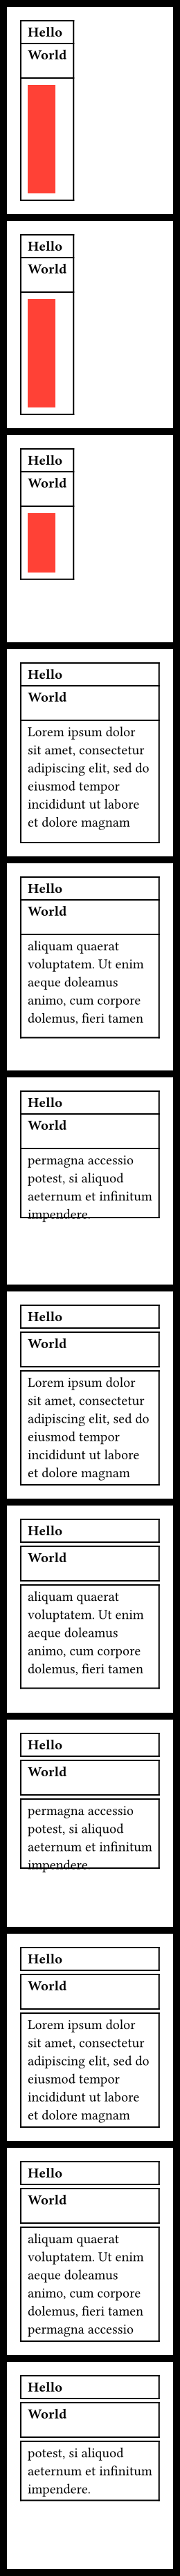 Hello
World
Hello
World
Hello
World
Hello
World
Lorem ipsum dolor
sit amet, consectetur
adipiscing elit, sed do
eiusmod tempor
incididunt ut labore
et dolore magnam
Hello
World
aliquam quaerat
voluptatem. Ut enim
aeque doleamus
animo, cum corpore
dolemus, fieri tamen
Hello
World
permagna accessio
potest, si aliquod
aeternum et infinitum
impendere.
Hello
World
Lorem ipsum dolor
sit amet, consectetur
adipiscing elit, sed do
eiusmod tempor
incididunt ut labore
et dolore magnam
Hello
World
aliquam quaerat
voluptatem. Ut enim
aeque doleamus
animo, cum corpore
dolemus, fieri tamen
Hello
World
permagna accessio
potest, si aliquod
aeternum et infinitum
impendere.
Hello
World
Lorem ipsum dolor
sit amet, consectetur
adipiscing elit, sed do
eiusmod tempor
incididunt ut labore
et dolore magnam
Hello
World
aliquam quaerat
voluptatem. Ut enim
aeque doleamus
animo, cum corpore
dolemus, fieri tamen
permagna accessio
Hello
World
potest, si aliquod
aeternum et infinitum
impendere.